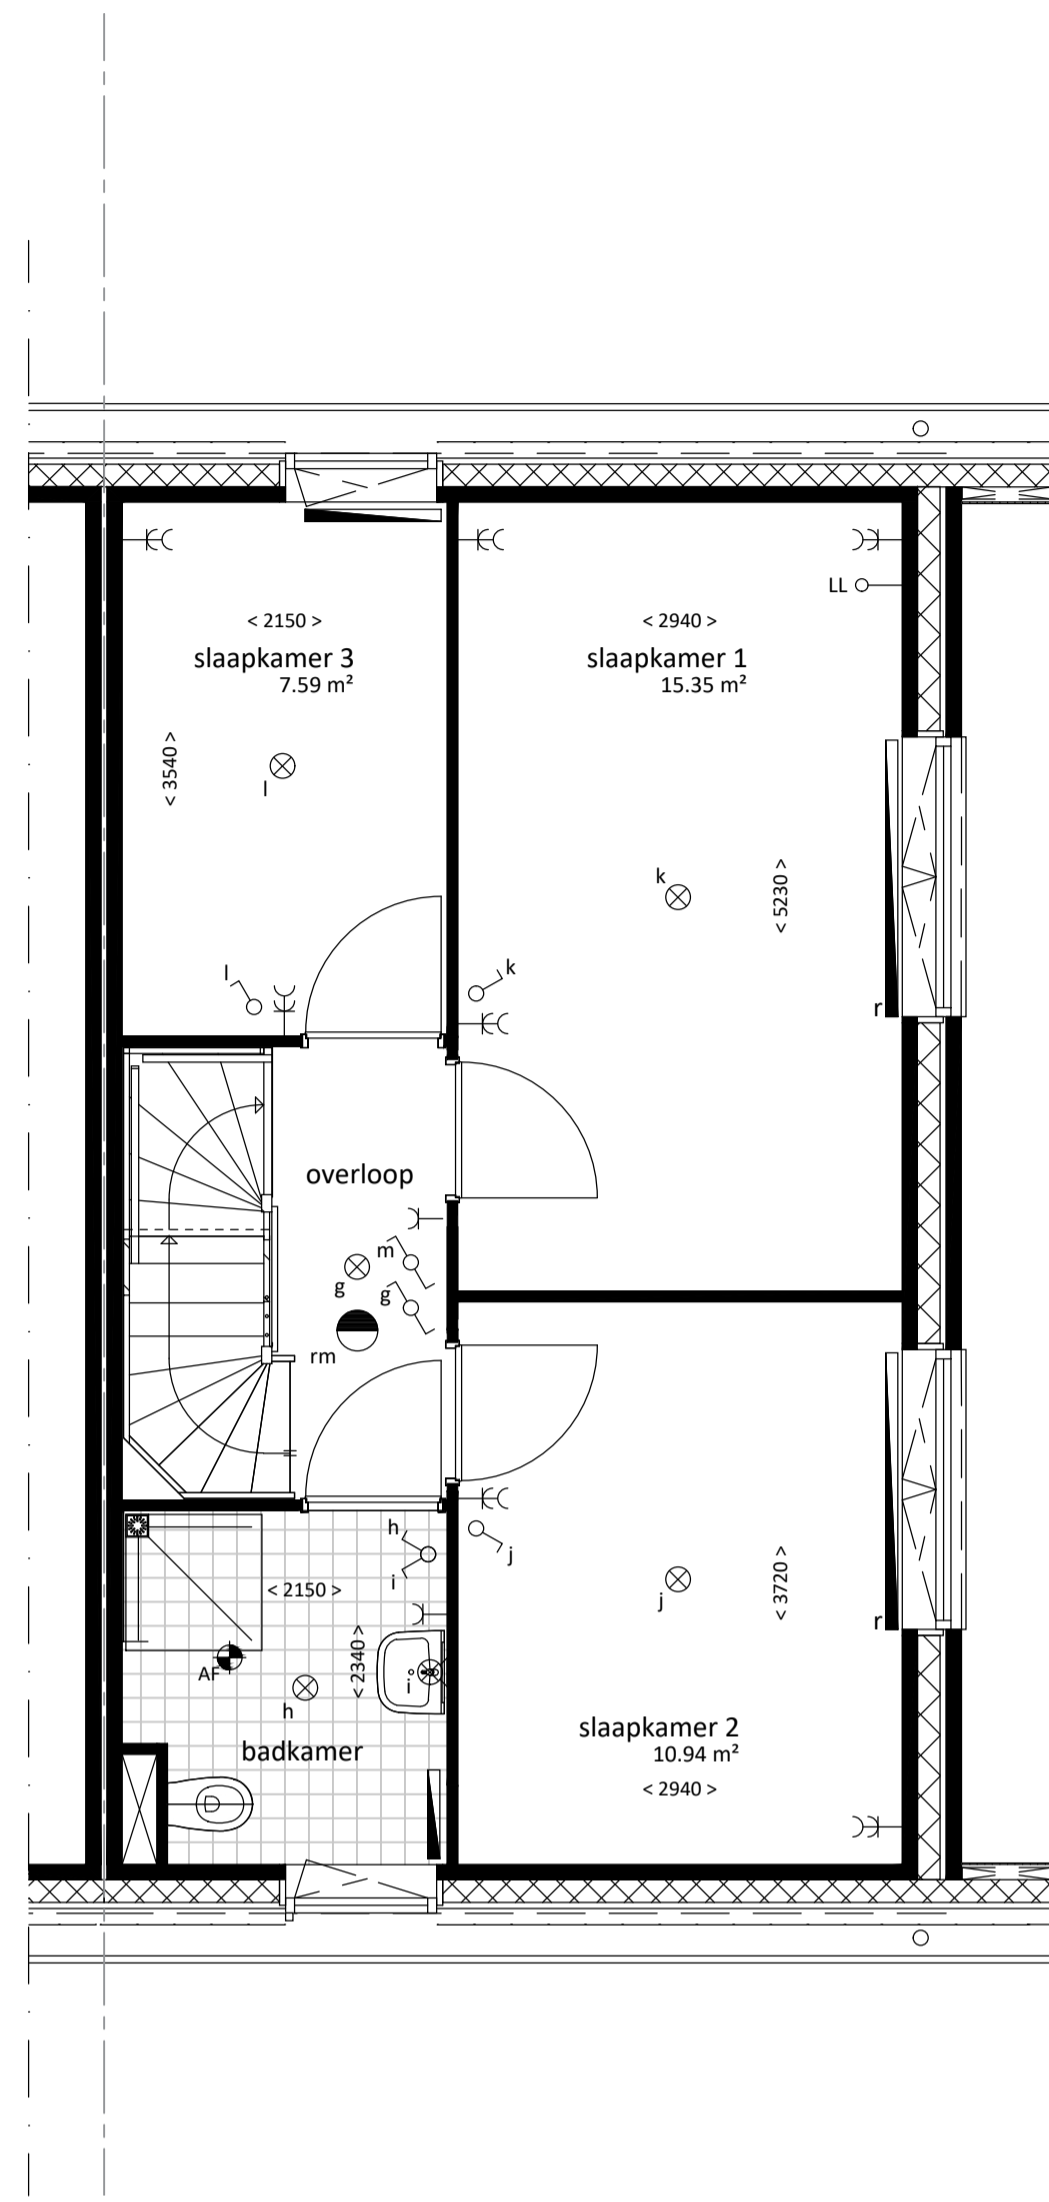 LL
< 2150 >
slaapkamer 3
7.59 m²
< 2940 >
slaapkamer 1
15.35 m²
< 3540 >
l
k
< 5230 >
l
k
r
overloop
m
g
g
rm
h
i
j
< 2150 >
j
< 3720 >
r
< 2340 >
AF
i
h
badkamer
slaapkamer 2
10.94 m²
< 2940 >